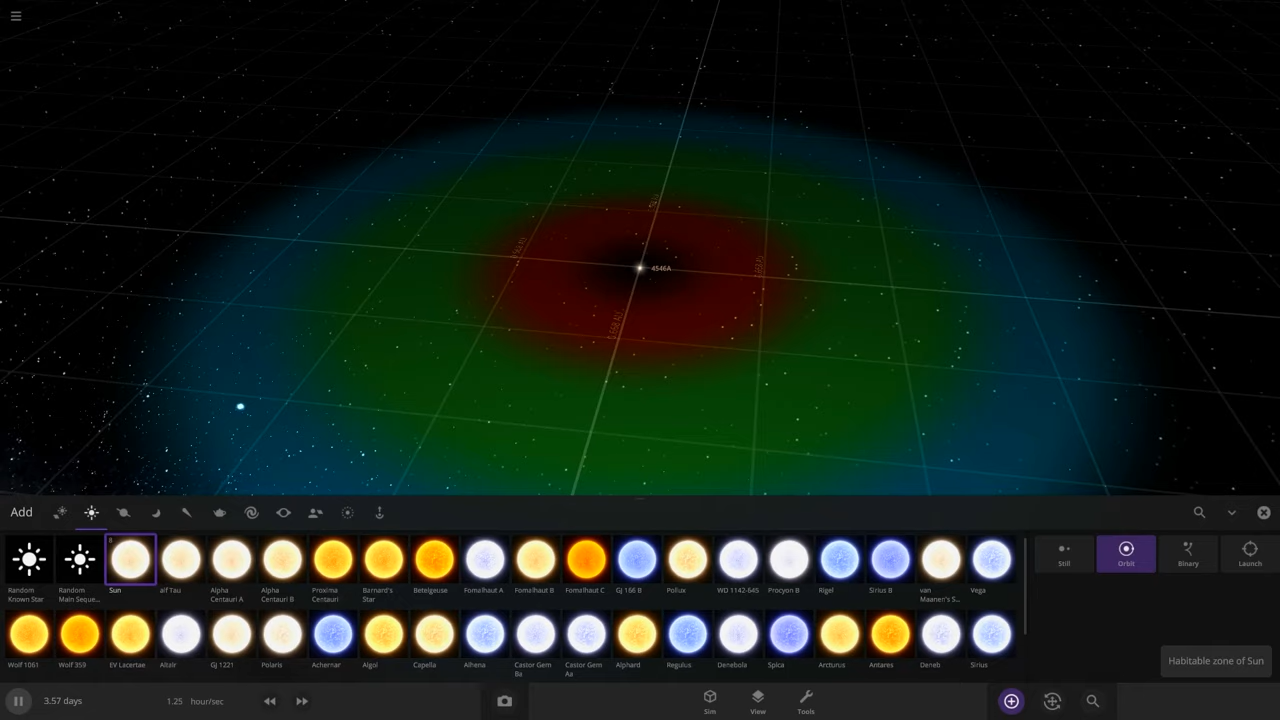 4546A
Add
Random
Known Star
Random
Main Seque...
Sun
alf Tau
Alpha
Centauri A
Alpha
Centauri B
Proxima
Centauri
Barnard's
Star
Betelgeuse
Fomalhaut A
Fomalhaut B
Fomalhaut C
GJ 166 B
Pollux
WD 1142-645
Procyon B
Rigel
Sirius B
van
Maanen's S...
Vega
Still
Orbit
Binary
Launch
Wolf 1061
Wolf 359
EV Lacertae
Altair
GJ 1221
Polaris
Achernar
Algol
Capella
Alhena
Castor Gem
Ba
Castor Gem
Aa
Alphard
Regulus
Denebola
Spica
Arcturus
Antares
Deneb
Sirius
Habitable zone of Sun
3.57 days
1.25 hour/sec
Sim
View
Tools